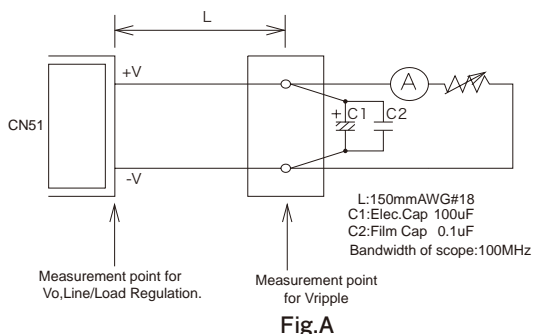 L
+V
A
CN51
+ C1 C2
-V
L:150mmAWG#18
C1:Elec.Cap 100uF
C2:Film Cap 0.1uF
Bandwidth of scope:100MHz
Measurement point for
Vo,Line/Load Regulation.
Measurement point
for Vripple
Fig.A